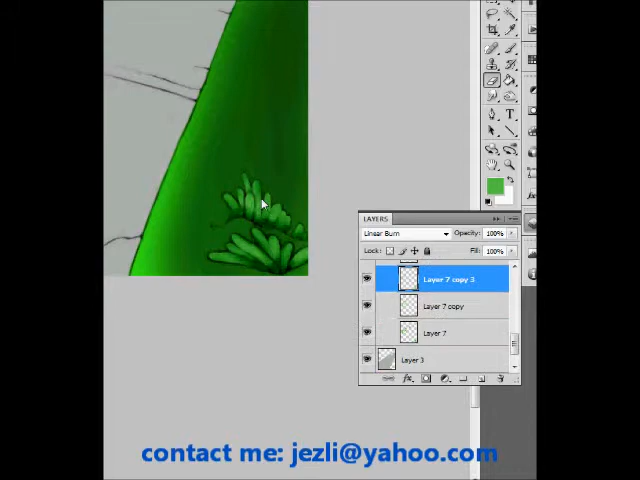 LAYERS
Linear Burn
Opacity: 100%
Lock:
Fill: 100%
Layer 7 copy 3
Layer 7 copy
Layer 7
Layer 3
contact me: jezli@yahoo.com